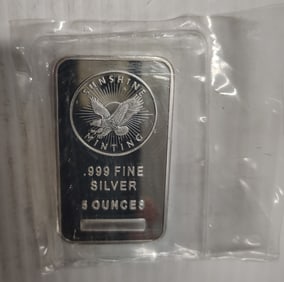 SUNSHINE
MINTING
.999 FINE
SILVER
5 OUNCES